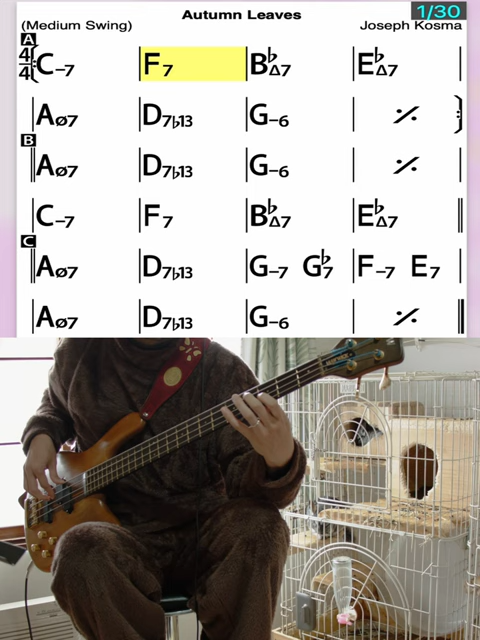 Autumn Leaves
1/30
(Medium Swing) Joseph Kosma
A
4/4 C–7 F7 B♭Δ7 E♭Δ7
Aø7 D7♭13 G–6 𝄎
B
Aø7 D7♭13 G–6 𝄎
C–7 F7 B♭Δ7 E♭Δ7
C
Aø7 D7♭13 G–7 G♭7 F–7 E7
Aø7 D7♭13 G–6 𝄎